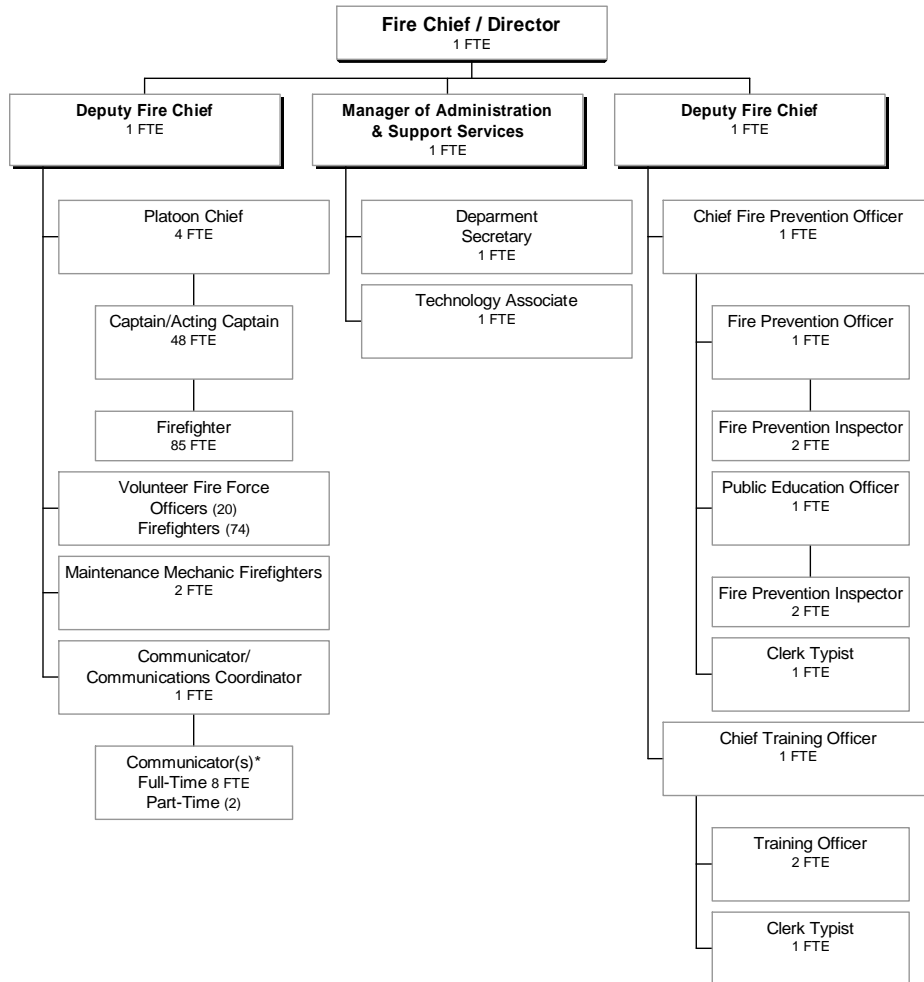 Fire Chief / Director
1 FTE
Deputy Fire Chief
1 FTE
Platoon Chief
4 FTE
Captain/Acting Captain
48 FTE
Firefighter
85 FTE
Volunteer Fire Force
Officers (20)
Firefighters (74)
Maintenance Mechanic Firefighters
2 FTE
Communicator/
Communications Coordinator
1 FTE
Communicator(s)*
Full-Time 8 FTE
Part-Time (2)
Manager of Administration
& Support Services
1 FTE
Deparment
Secretary
1 FTE
Technology Associate
1 FTE
Deputy Fire Chief
1 FTE
Chief Fire Prevention Officer
1 FTE
Fire Prevention Officer
1 FTE
Fire Prevention Inspector
2 FTE
Public Education Officer
1 FTE
Fire Prevention Inspector
2 FTE
Clerk Typist
1 FTE
Chief Training Officer
1 FTE
Training Officer
2 FTE
Clerk Typist
1 FTE